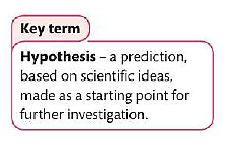 Key term
Hypothesis – a prediction,
based on scientific ideas,
made as a starting point for
further investigation.